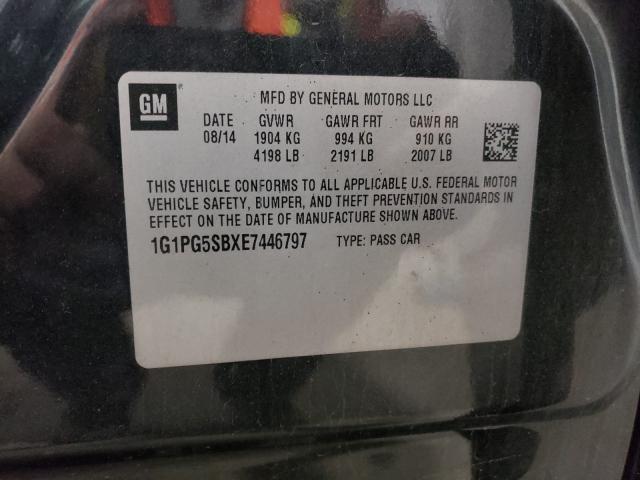 GM
MFD BY GENERAL MOTORS LLC
DATE GVWR GAWR FRT GAWR RR
08/14 1904 KG 994 KG 910 KG
4198 LB 2191 LB 2007 LB
THIS VEHICLE CONFORMS TO ALL APPLICABLE U.S. FEDERAL MOTOR
VEHICLE SAFETY, BUMPER, AND THEFT PREVENTION STANDARDS IN
EFFECT ON THE DATE OF MANUFACTURE SHOWN ABOVE.
1G1PG5SBXE7446797 TYPE: PASS CAR